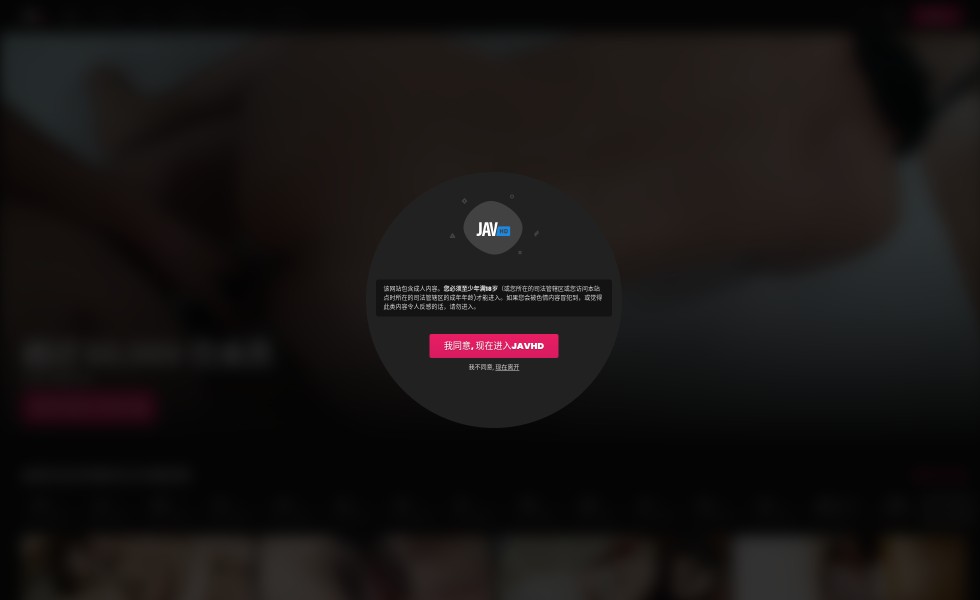 JAV HD
该网站包含成人内容。您必须至少年满18岁（或您所在的司法管辖区或您访问本站
点时所在的司法管辖区的成年年龄)才能进入。如果您会被色情内容冒犯到，或觉得
此类内容令人反感的话，请勿进入。
我同意, 现在进入JAVHD
我不同意, 现在离开